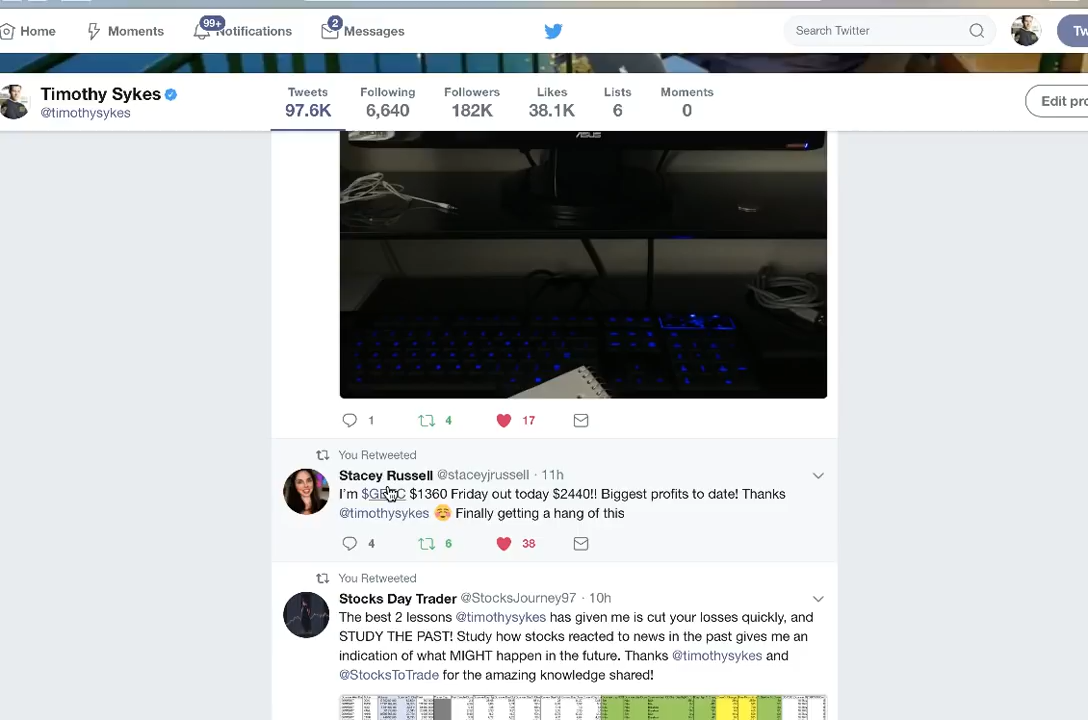 Home
Moments
99+
Notifications
2
Messages
Search Twitter
Timothy Sykes
@timothysykes
Tweets
97.6K
Following
6,640
Followers
182K
Likes
38.1K
Lists
6
Moments
0
ASUS
1
4
17
You Retweeted
Stacey Russell @staceyjrussell · 11h
I'm $1360 Friday out today $2440!! Biggest profits to date! Thanks
@timothysykes ☺️ Finally getting a hang of this
4
6
38
You Retweeted
Stocks Day Trader @StocksJourney97 · 10h
The best 2 lessons @timothysykes has given me is cut your losses quickly, and
STUDY THE PAST! Study how stocks reacted to news in the past gives me an
indication of what MIGHT happen in the future. Thanks @timothysykes and
@StocksToTrade for the amazing knowledge shared!